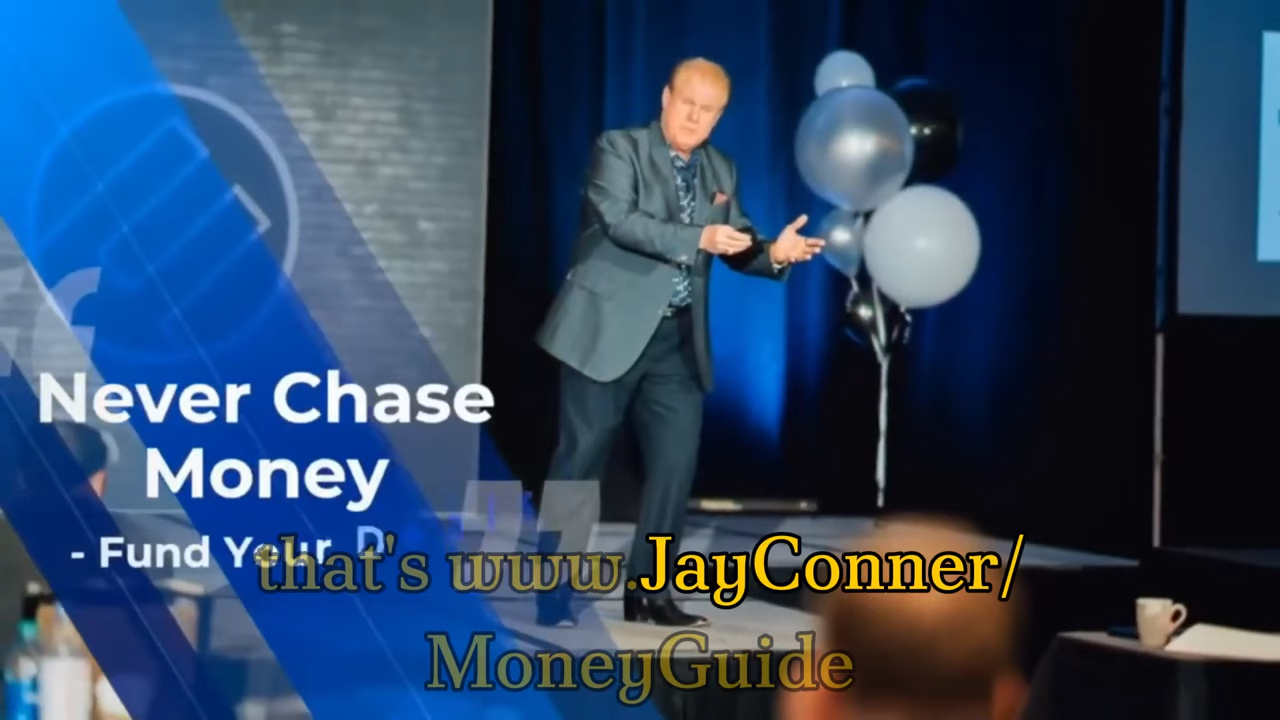 Never Chase
Money
- Fund Your
that's www.JayConner/
MoneyGuide